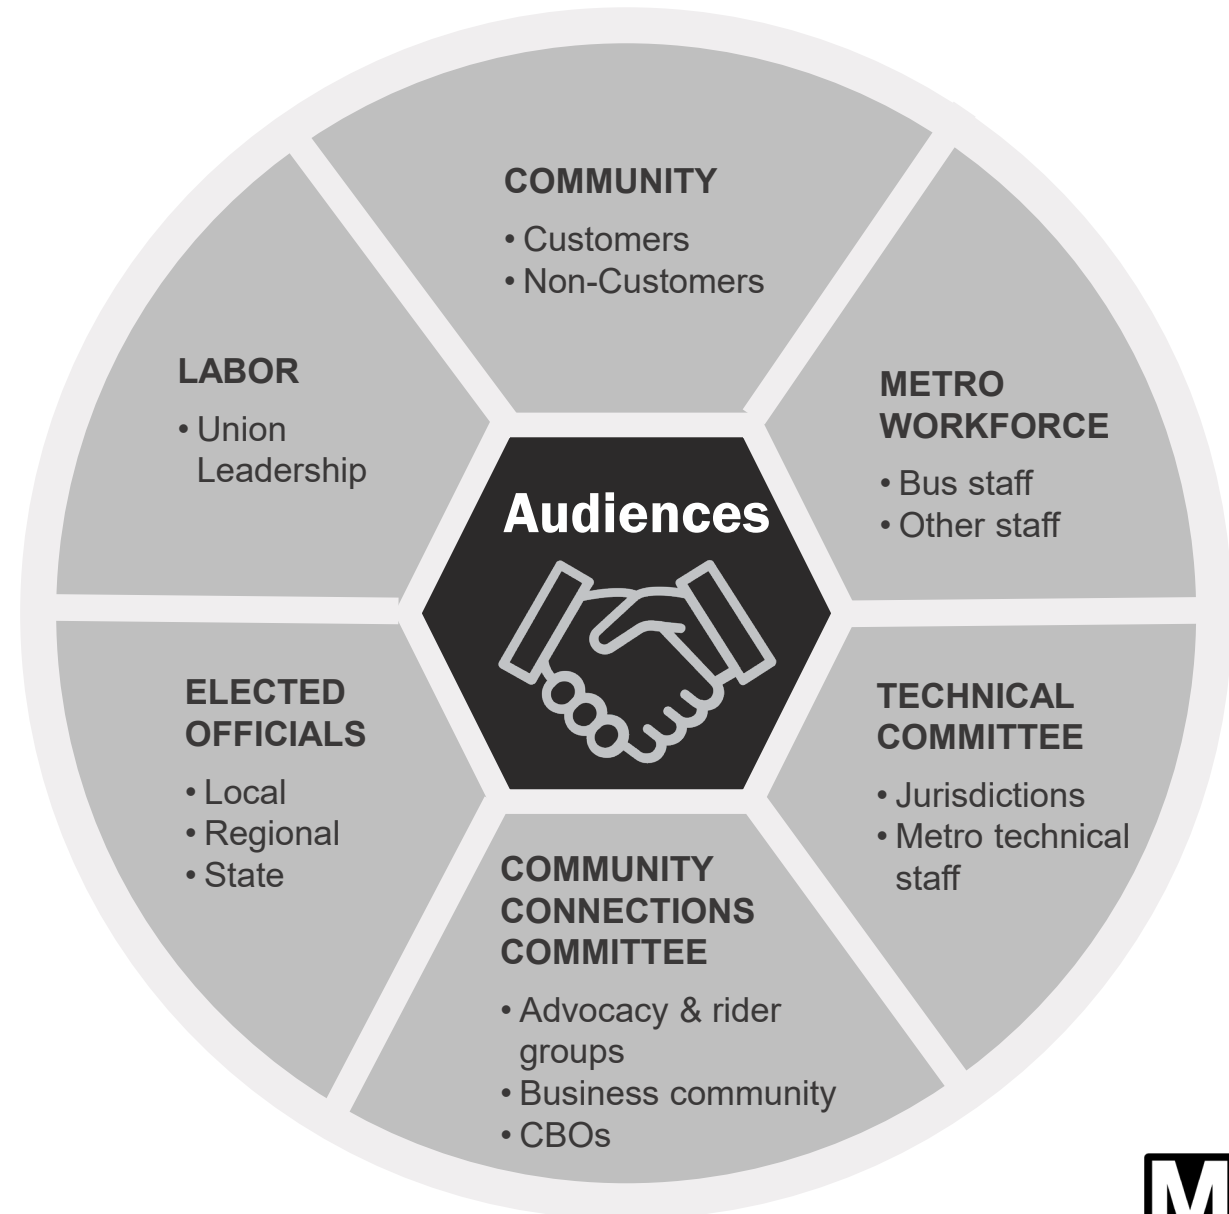 COMMUNITY
• Customers
• Non-Customers
LABOR
• Union
Leadership
METRO
WORKFORCE
• Bus staff
• Other staff
Audiences
ELECTED
OFFICIALS
• Local
• Regional
• State
TECHNICAL
COMMITTEE
• Jurisdictions
• Metro technical
staff
COMMUNITY
CONNECTIONS
COMMITTEE
• Advocacy & rider
groups
• Business community
• CBOs
M